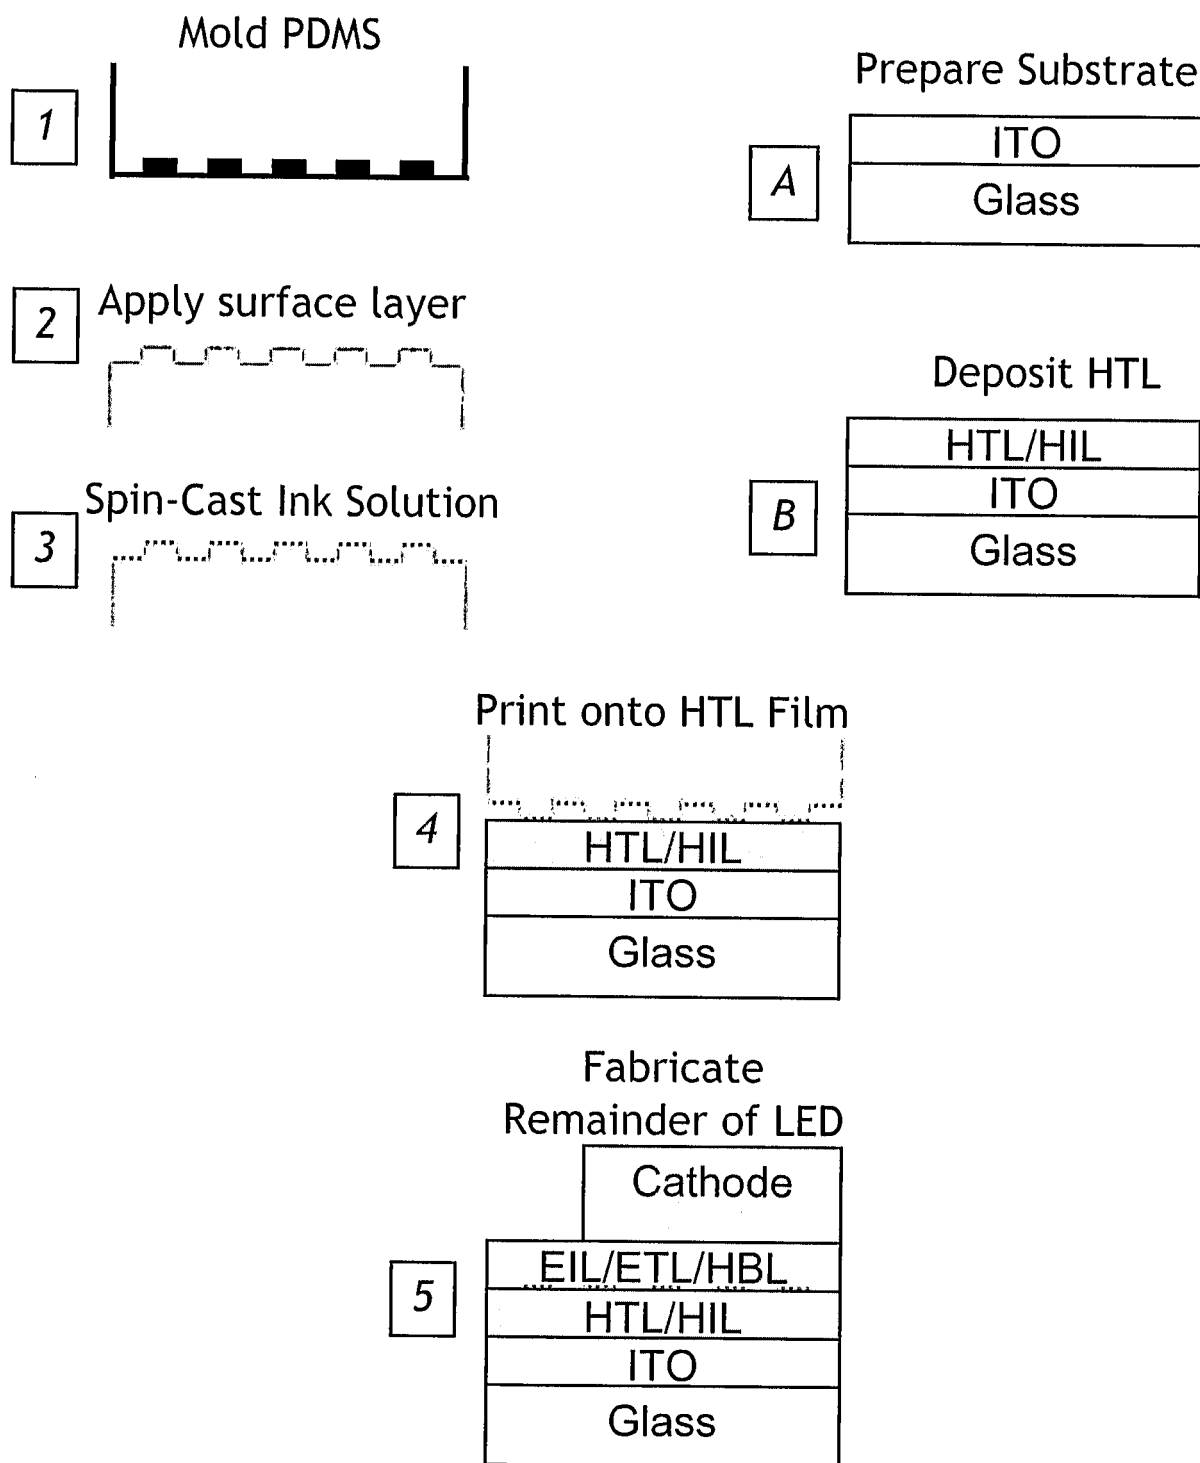 Mold PDMS
1
Prepare Substrate
ITO
A
Glass
2
Apply surface layer
Deposit HTL
HTL/HIL
ITO
B
Glass
Spin-Cast Ink Solution
3
Print onto HTL Film
4
HTL/HIL
ITO
Glass
Fabricate
Remainder of LED
Cathode
EIL/ETL/HBL
5
HTL/HIL
ITO
Glass